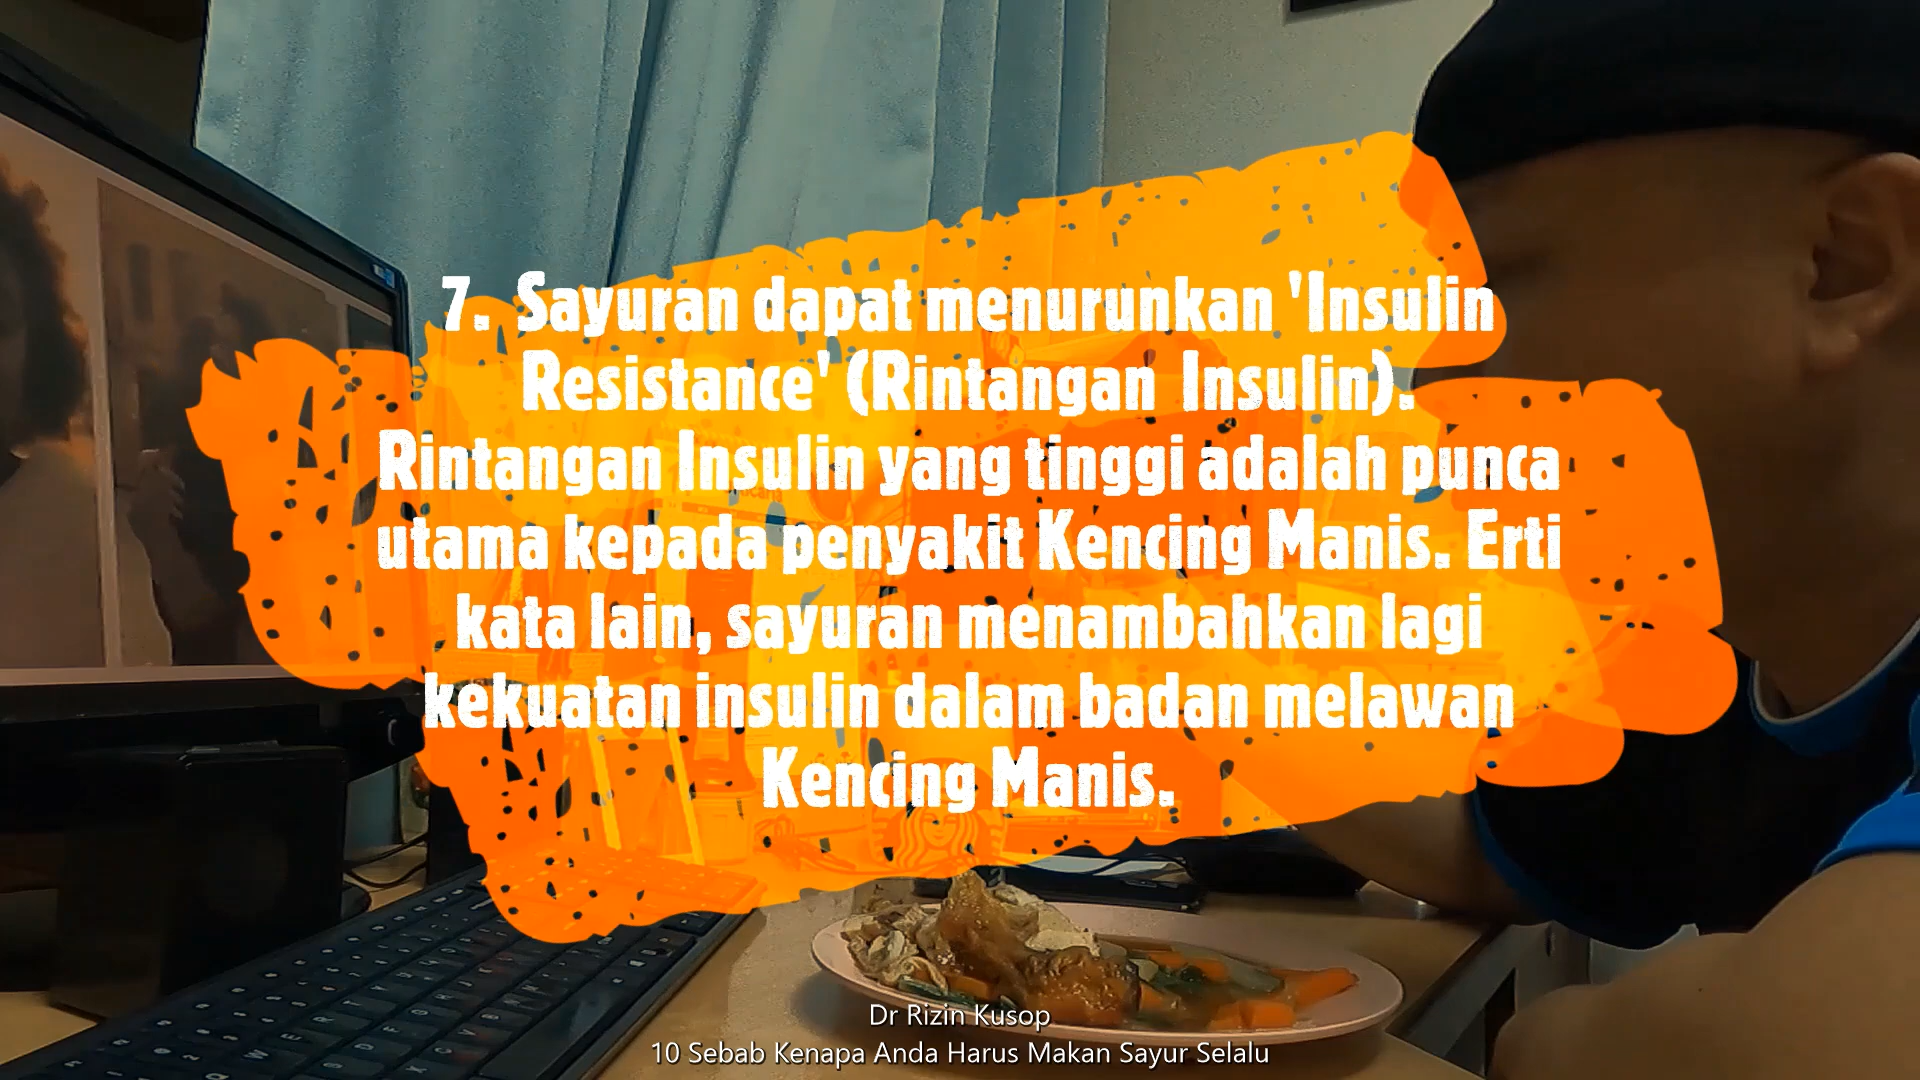 7. Sayuran dapat menurunkan 'Insulin
Resistance' (Rintangan Insulin).
Rintangan Insulin yang tinggi adalah punca
utama kepada penyakit Kencing Manis. Erti
kata lain, sayuran menambahkan lagi
kekuatan insulin dalam badan melawan
Kencing Manis.
Dr Rizin Kusop
10 Sebab Kenapa Anda Harus Makan Sayur Selalu